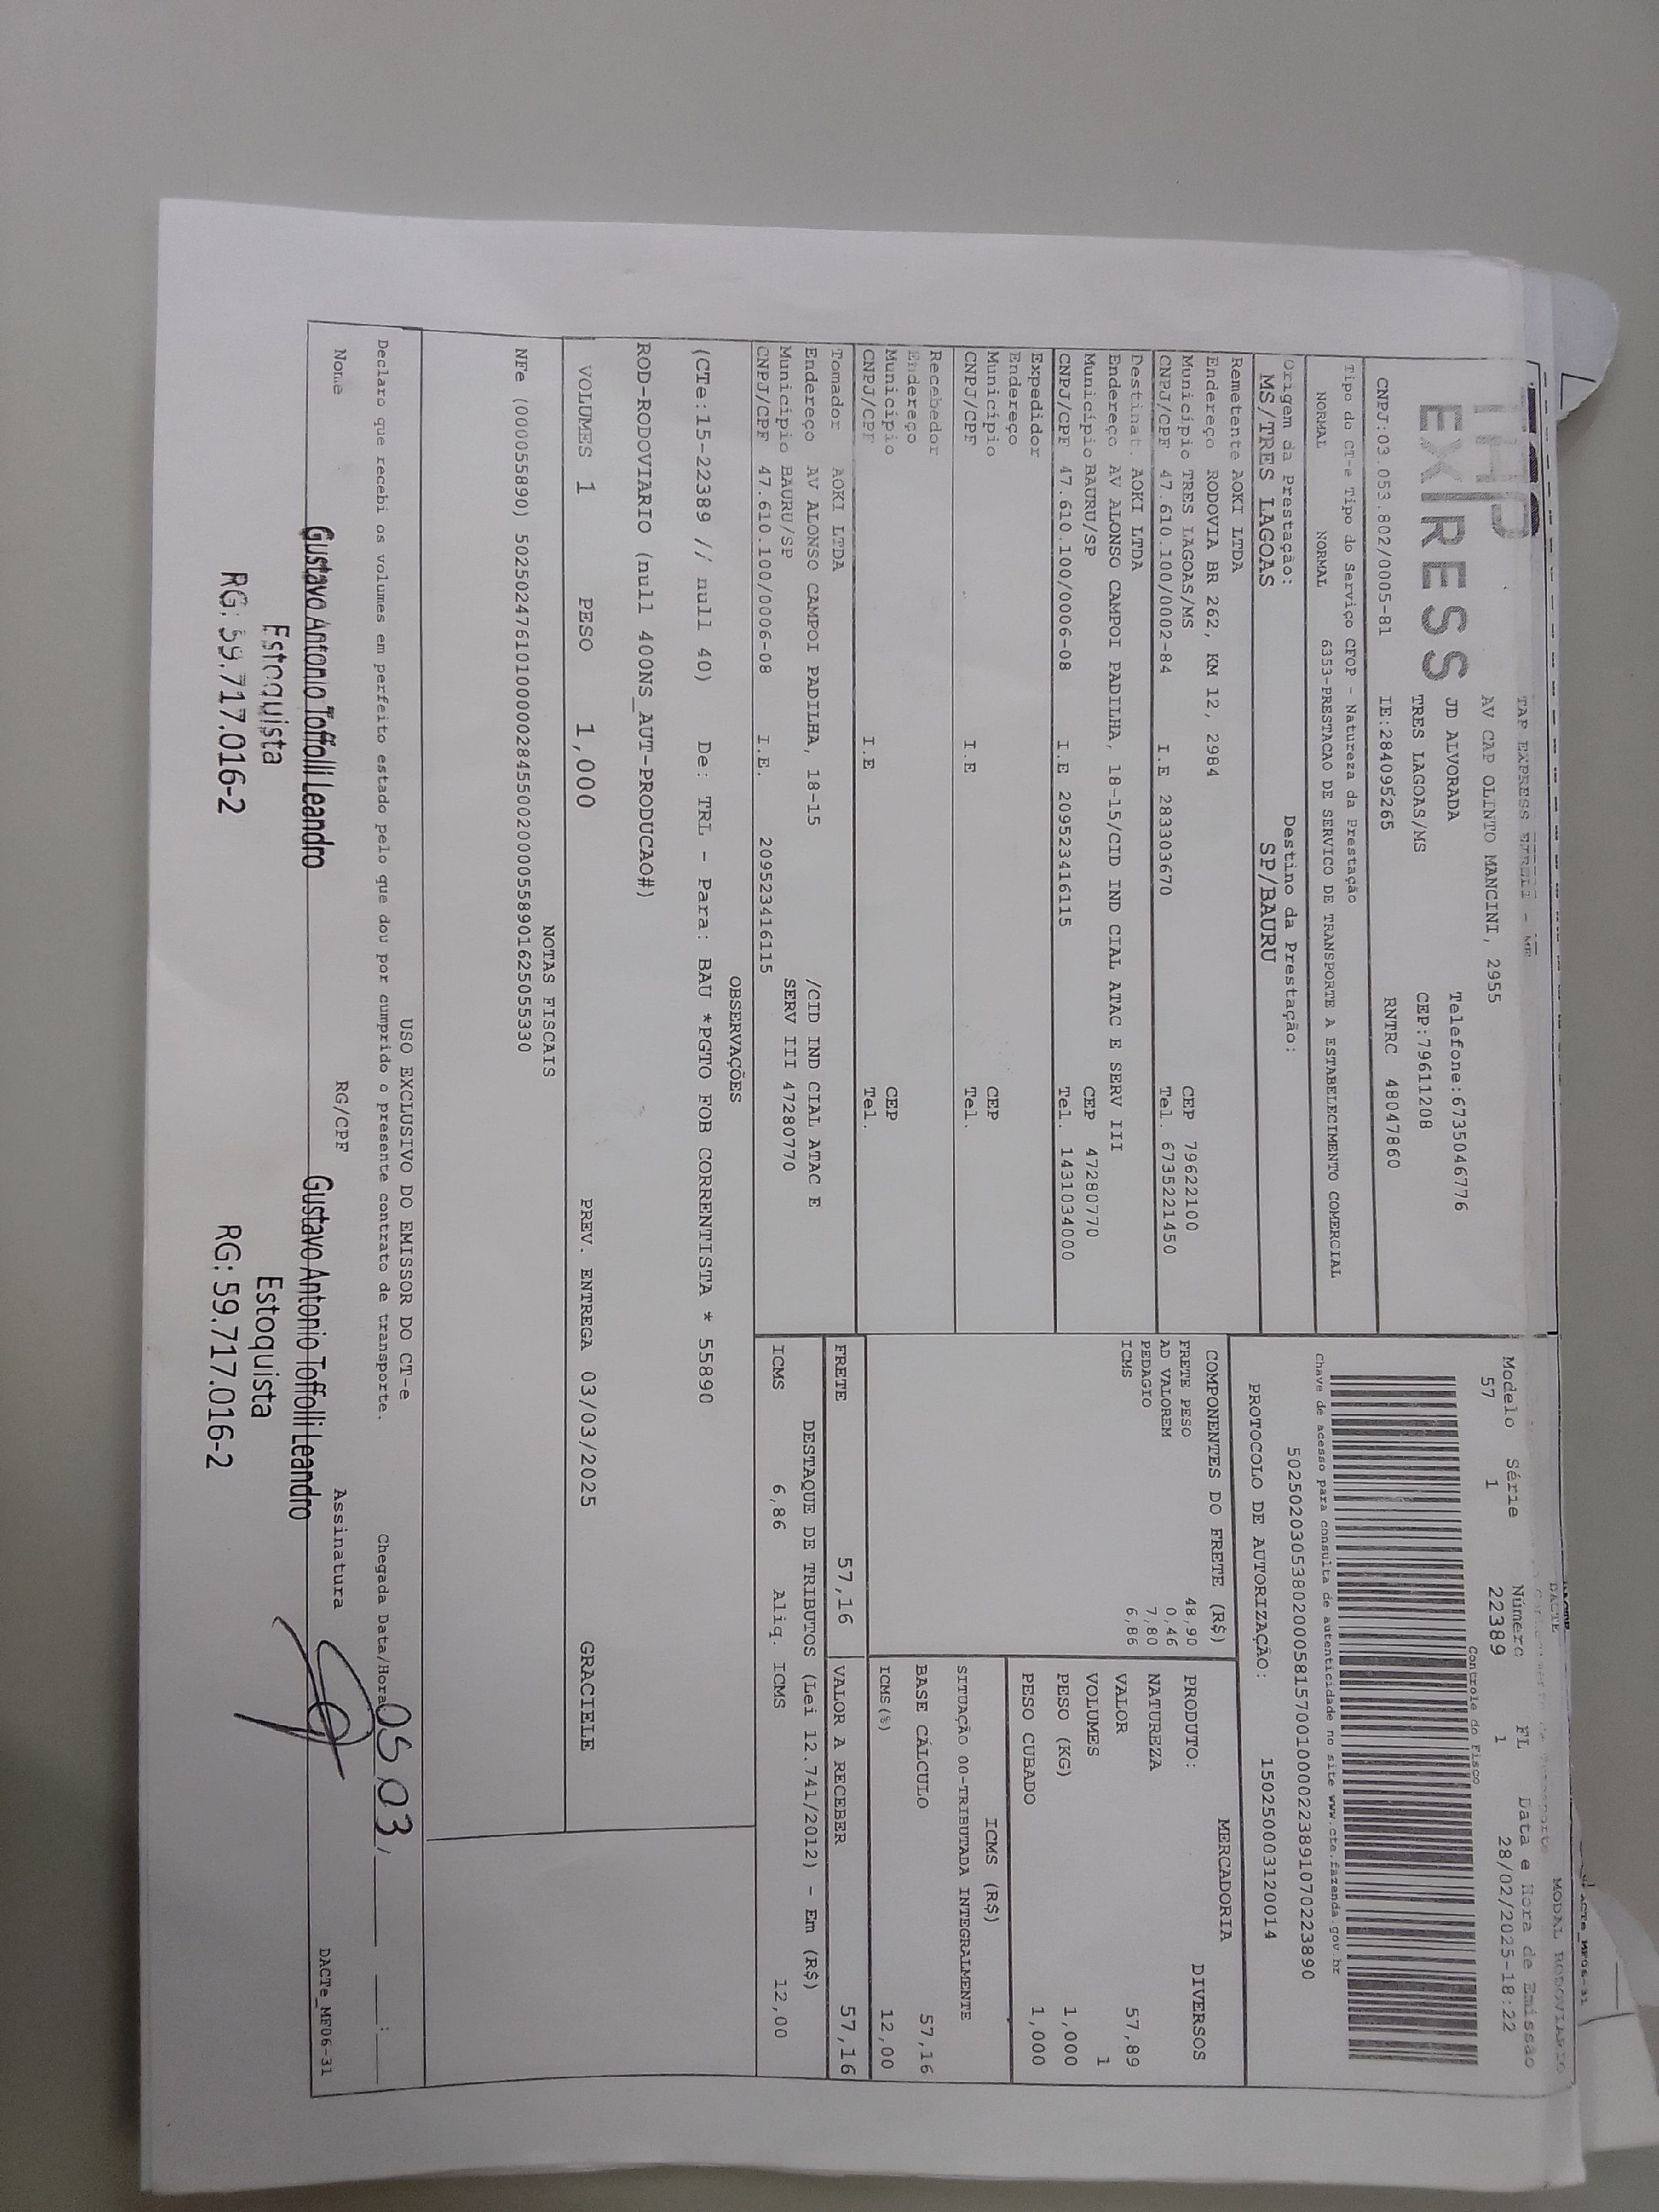 TAP EXPRESS EIRELI - ME
EXPRESS
AV CAP OLINTO MANCINI, 2955
JD ALVORADA Telefone:6735046776
TRES LAGOAS/MS CEP:79611208
CNPJ:03.053.802/0005-81 IE:284095265 RNTRC 48047860
DACTE MODAL RODOVIARIO
Modelo Série Número FL Data e Hora de Emissão
57 1 22389 1 28/02/2025-18:22
Controle do Fisco
Chave de acesso para consulta de autenticidade no site www.cte.fazenda.gov.br
50250203053802000581570010000223891070223890
PROTOCOLO DE AUTORIZAÇÃO: 150250003120014
Tipo do CT-e Tipo do Serviço CFOP - Natureza da Prestação
NORMAL NORMAL 6353-PRESTACAO DE SERVICO DE TRANSPORTE A ESTABELECIMENTO COMERCIAL
Origem da Prestação: Destino da Prestação:
MS/TRES LAGOAS SP/BAURU
Remetente AOKI LTDA
Endereço RODOVIA BR 262, KM 12, 2984
Município TRES LAGOAS/MS CEP 79622100
CNPJ/CPF 47.610.100/0002-84 I.E 283303670 Tel. 6735221450
Destinat. AOKI LTDA
Endereço AV ALONSO CAMPOI PADILHA, 18-15/CID IND CIAL ATAC E SERV III
Município BAURU/SP CEP 47280770
CNPJ/CPF 47.610.100/0006-08 I.E 209523416115 Tel. 1431034000
Expedidor
Endereço
Município CEP
CNPJ/CPF I.E Tel.
Recebedor
Endereço
Município CEP
CNPJ/CPF I.E Tel.
Tomador AOKI LTDA
Endereço AV ALONSO CAMPOI PADILHA, 18-15 /CID IND CIAL ATAC E
Município BAURU/SP SERV III 47280770
CNPJ/CPF 47.610.100/0006-08 I.E. 209523416115
COMPONENTES DO FRETE (R$)
FRETE PESO 48,90
AD VALOREM 0,46
PEDAGIO 7,80
ICMS 6,86
MERCADORIA
PRODUTO: DIVERSOS
NATUREZA
VALOR 57,89
VOLUMES 1
PESO (KG) 1,000
PESO CUBADO 1,000
ICMS (R$)
SITUAÇÃO 00-TRIBUTADA INTEGRALMENTE
BASE CÁLCULO 57,16
ICMS(%) 12,00
FRETE 57,16 VALOR A RECEBER 57,16
DESTAQUE DE TRIBUTOS (Lei 12.741/2012) - Em (R$)
ICMS 6,86 Aliq. ICMS 12,00
OBSERVAÇÕES
(CTe:15-22389 // null 40) De: TRL - Para: BAU *PGTO FOB CORRENTISTA * 55890
ROD-RODOVIARIO (null 400NS_AUT-PRODUCAO#)
VOLUMES 1 PESO 1,000 PREV. ENTREGA 03/03/2025 GRACIELE
NOTAS FISCAIS
NFe (000055890) 50250247610100000284550020000558901625055330
USO EXCLUSIVO DO EMISSOR DO CT-e
Declaro que recebi os volumes em perfeito estado pelo que dou por cumprido o presente contrato de transporte. Chegada Data/Hora 05 03/
Nome RG/CPF Assinatura
Gustavo Antonio Toffolli Leandro
Estoquista
RG: 59.717.016-2
Gustavo Antonio Toffolli Leandro
Estoquista
RG: 59.717.016-2
DACTe_MF06-31